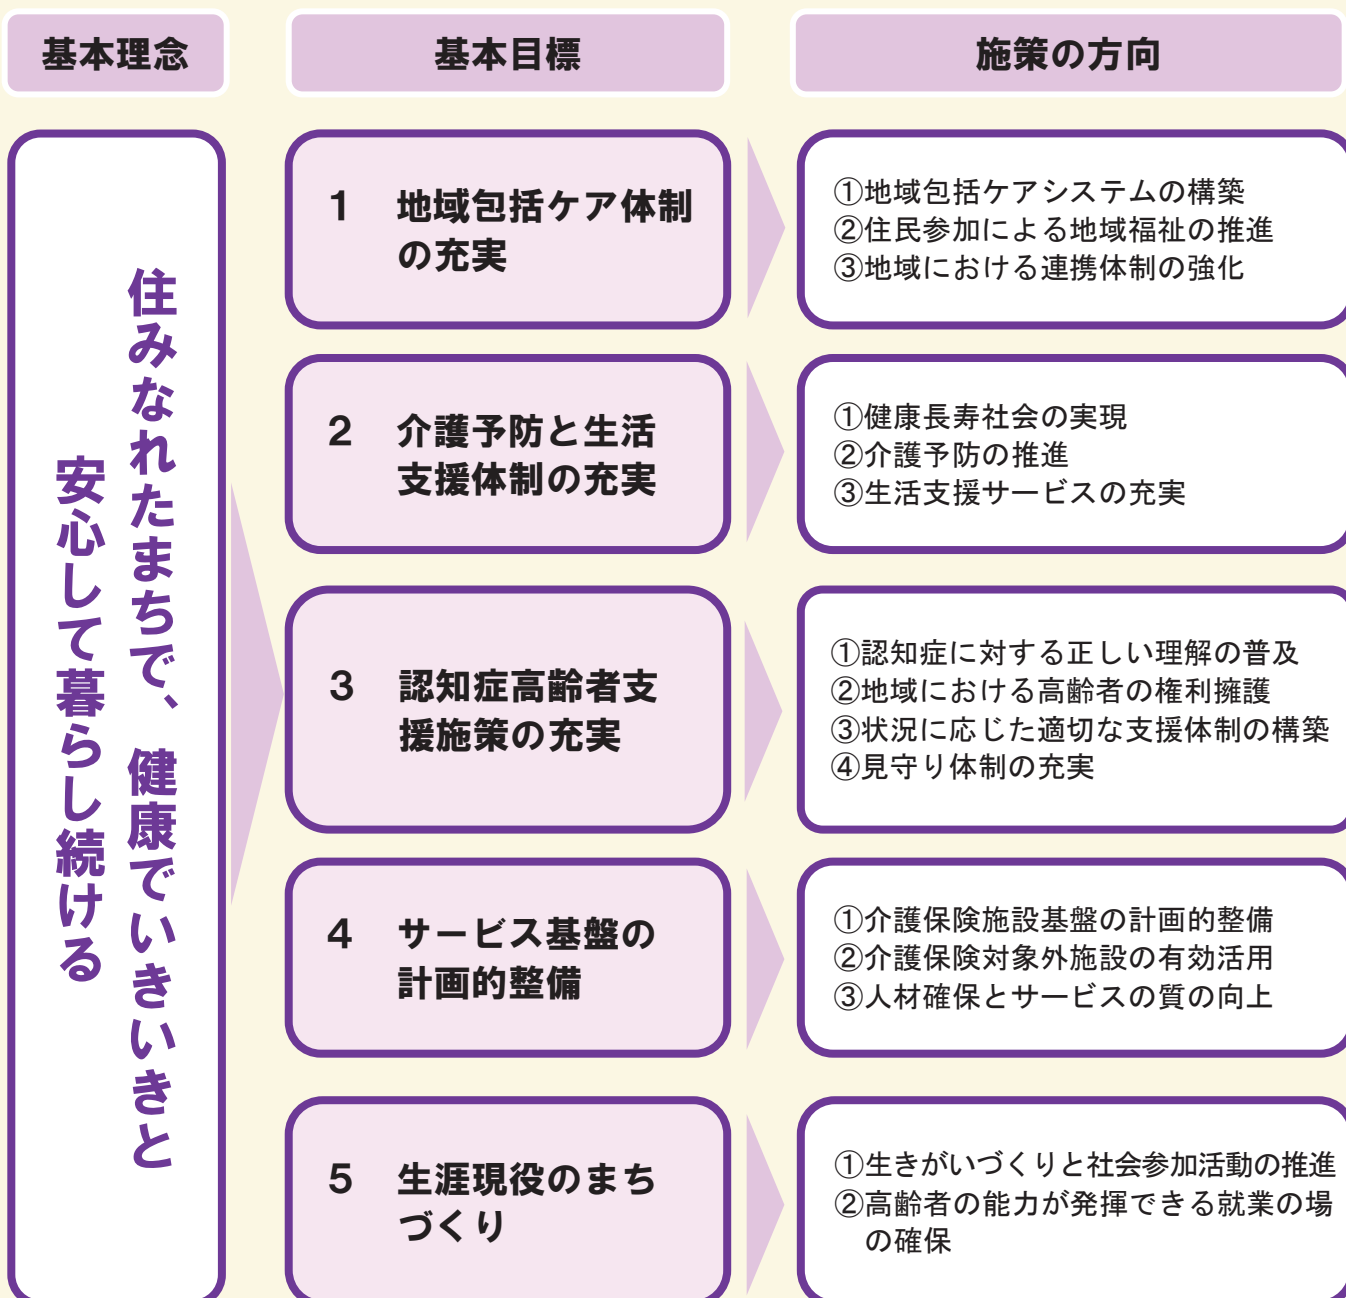 基本理念
基本目標
施策の方向
住みなれたまちで、健康でいきいきと
安心して暮らし続ける
1 地域包括ケア体制
の充実
①地域包括ケアシステムの構築
②住民参加による地域福祉の推進
③地域における連携体制の強化
2 介護予防と生活
支援体制の充実
①健康長寿社会の実現
②介護予防の推進
③生活支援サービスの充実
3 認知症高齢者支
援施策の充実
①認知症に対する正しい理解の普及
②地域における高齢者の権利擁護
③状況に応じた適切な支援体制の構築
④見守り体制の充実
4 サービス基盤の
計画的整備
①介護保険施設基盤の計画的整備
②介護保険対象外施設の有効活用
③人材確保とサービスの質の向上
5 生涯現役のまち
づくり
①生きがいづくりと社会参加活動の推進
②高齢者の能力が発揮できる就業の場
の確保